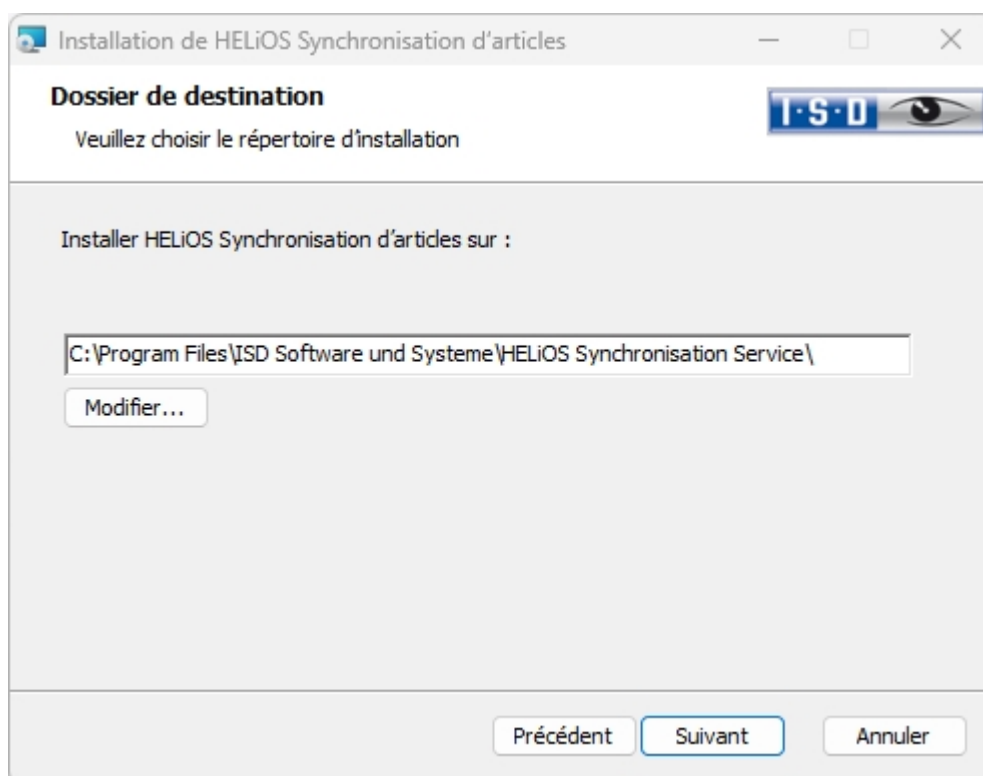 Installation de HELiOS Synchronisation d'articles
Dossier de destination
Veuillez choisir le répertoire d'installation
I·S·D
Installer HELiOS Synchronisation d'articles sur :
C:\Program Files\ISD Software und Systeme\HELiOS Synchronisation Service\
Modifier...
Précédent Suivant Annuler